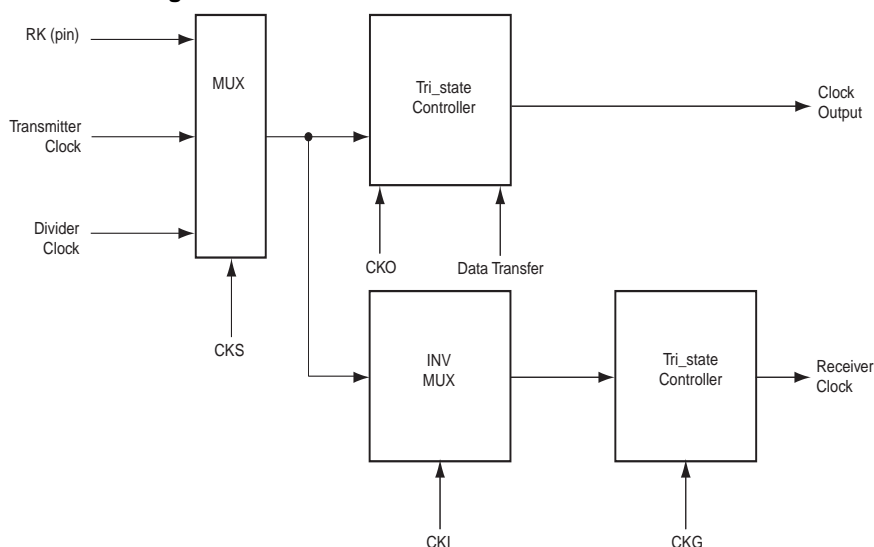 RK (pin)
MUX
Tri_state
Controller
Clock
Output
Transmitter
Clock
Divider
Clock
CKO
Data Transfer
CKS
INV
MUX
Tri_state
Controller
Receiver
Clock
CKI
CKG